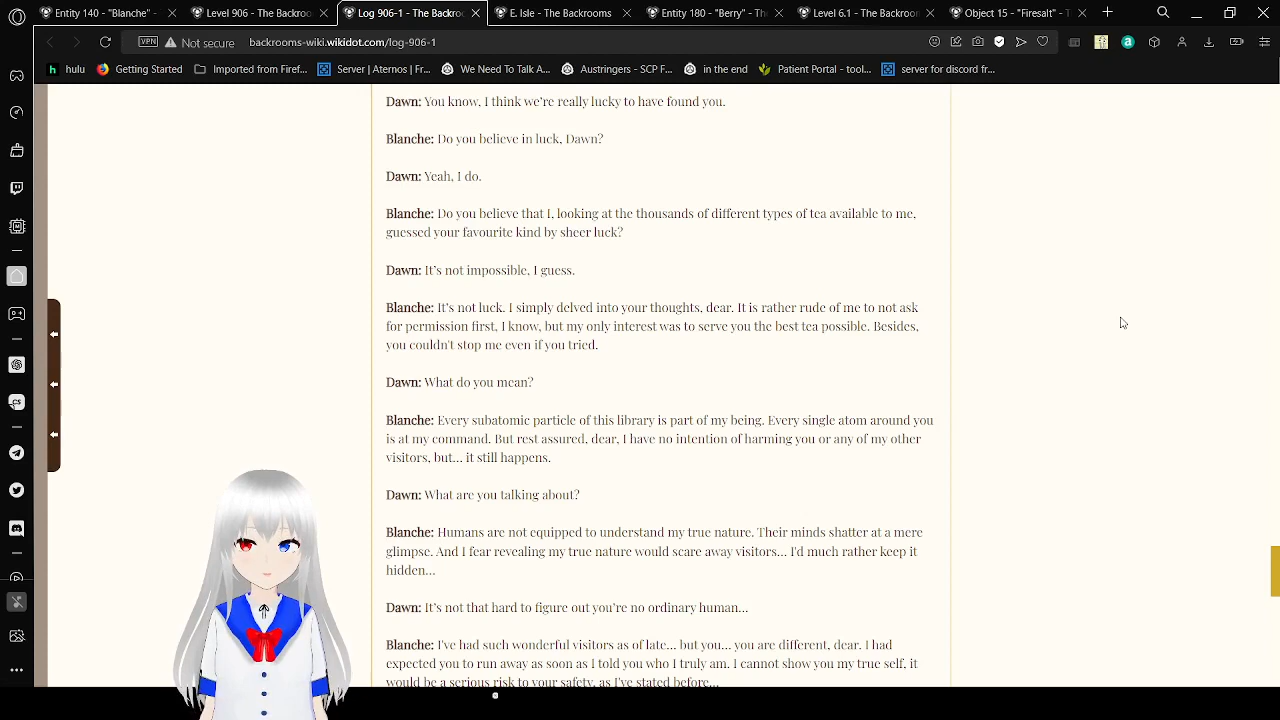 Entity 140 - "Blanche" -
Level 906 - The Backroo
Log 906-1 - The Backroo
E. Isle - The Backrooms
Entity 180 - "Berry" - The
Level 6.1 - The Backroom
Object 15 - "Firesalt" - T
VPN
Not secure
backrooms-wiki.wikidot.com/log-906-1
hulu
Getting Started
Imported from Firef...
Server | Aternos | Fr...
We Need To Talk A...
Austringers - SCP F...
in the end
Patient Portal - tool...
server for discord fr...
Dawn: You know, I think we're really lucky to have found you.
Blanche: Do you believe in luck, Dawn?
Dawn: Yeah, I do.
Blanche: Do you believe that I, looking at the thousands of different types of tea available to me,
guessed your favourite kind by sheer luck?
Dawn: It's not impossible, I guess.
Blanche: It's not luck. I simply delved into your thoughts, dear. It is rather rude of me to not ask
for permission first, I know, but my only interest was to serve you the best tea possible. Besides,
you couldn't stop me even if you tried.
Dawn: What do you mean?
Blanche: Every subatomic particle of this library is part of my being. Every single atom around you
is at my command. But rest assured, dear, I have no intention of harming you or any of my other
visitors, but... it still happens.
Dawn: What are you talking about?
Blanche: Humans are not equipped to understand my true nature. Their minds shatter at a mere
glimpse. And I fear revealing my true nature would scare away visitors... I'd much rather keep it
hidden...
Dawn: It's not that hard to figure out you're no ordinary human...
Blanche: I've had such wonderful visitors as of late... but you... you are different, dear. I had
expected you to run away as soon as I told you who I truly am. I cannot show you my true self, it
would be a serious risk to your safety, as I've stated before...